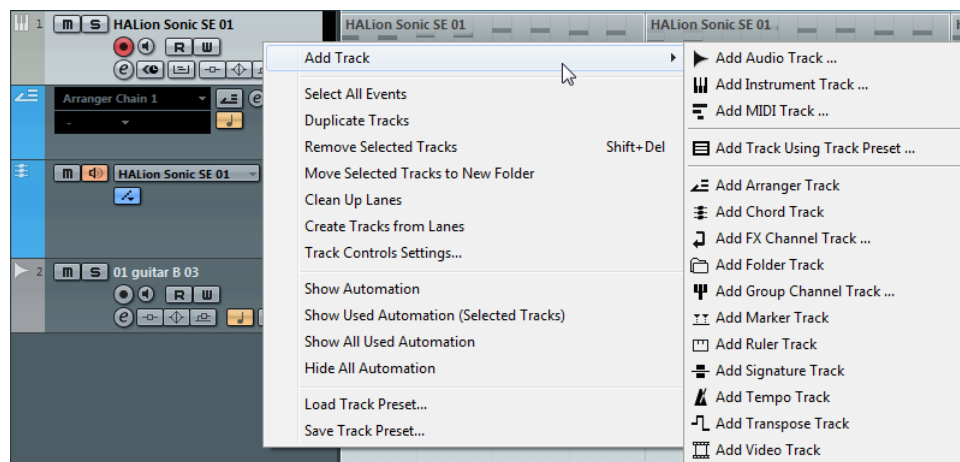 1 m S HALion Sonic SE 01
R W
e
Arranger Chain 1
e
-
m HALion Sonic SE 01
2 m S 01 guitar B 03
R W
e
HALion Sonic SE 01
HALion Sonic SE 01
Add Track
Select All Events
Duplicate Tracks
Remove Selected Tracks Shift+Del
Move Selected Tracks to New Folder
Clean Up Lanes
Create Tracks from Lanes
Track Controls Settings...
Show Automation
Show Used Automation (Selected Tracks)
Show All Used Automation
Hide All Automation
Load Track Preset...
Save Track Preset...
Add Audio Track ...
Add Instrument Track ...
Add MIDI Track ...
Add Track Using Track Preset ...
Add Arranger Track
Add Chord Track
Add FX Channel Track ...
Add Folder Track
Add Group Channel Track ...
Add Marker Track
Add Ruler Track
Add Signature Track
Add Tempo Track
Add Transpose Track
Add Video Track